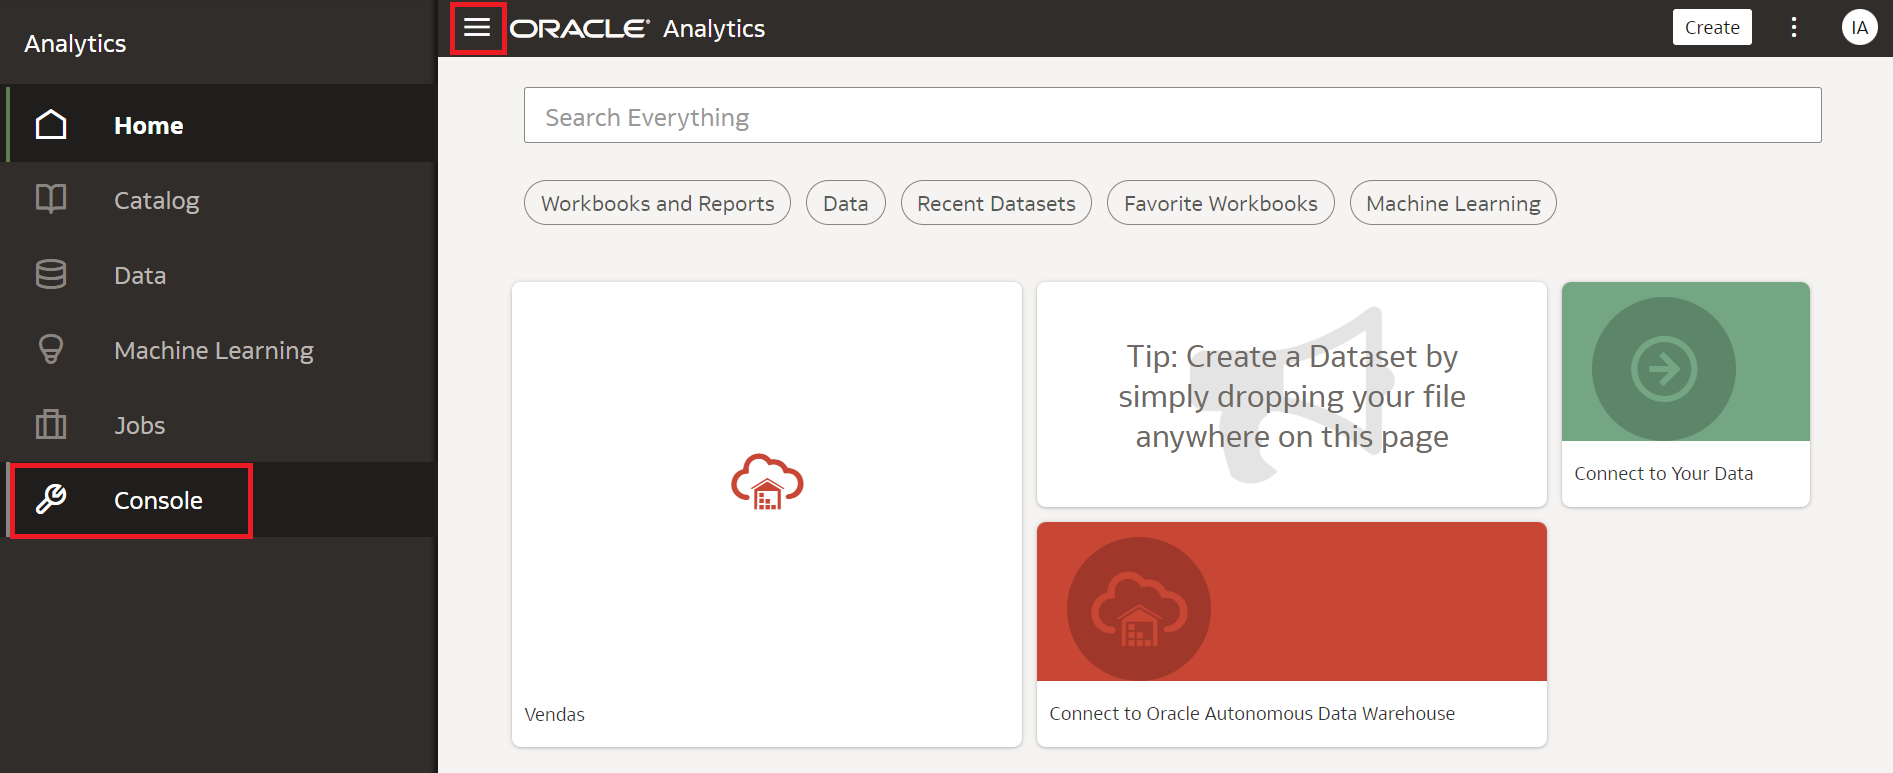 Analytics
Home
Catalog
Data
Machine Learning
Jobs
Console
ORACLE® Analytics
Create
IA
Search Everything
Workbooks and Reports
Data
Recent Datasets
Favorite Workbooks
Machine Learning
Vendas
Tip: Create a Dataset by
simply dropping your file
anywhere on this page
Connect to Your Data
Connect to Oracle Autonomous Data Warehouse